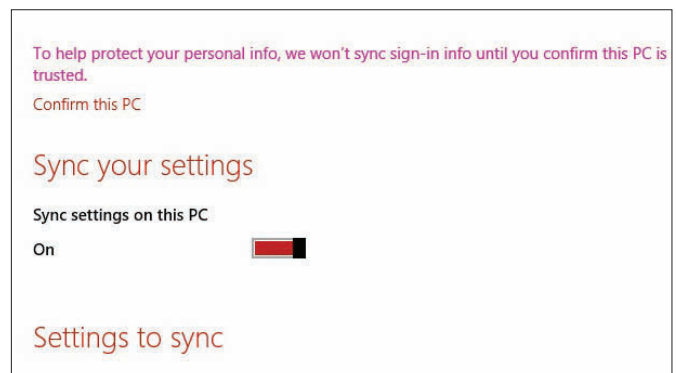 To help protect your personal info, we won't sync sign-in info until you confirm this PC is
trusted.
Confirm this PC
Sync your settings
Sync settings on this PC
On
Settings to sync